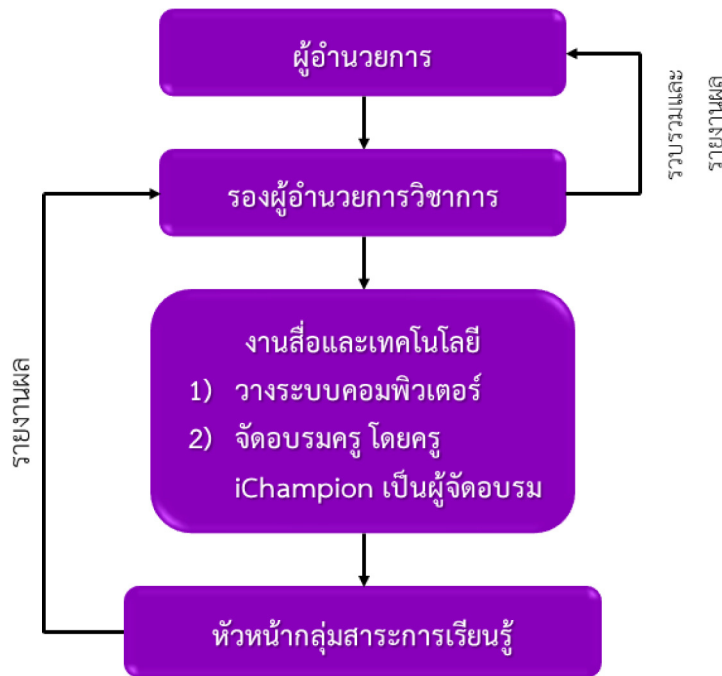 ผู้อำนวยการ
รวบรวมและ
รายงานผล
รองผู้อำนวยการวิชาการ
งานสื่อและเทคโนโลยี
1) วางระบบคอมพิวเตอร์
2) จัดอบรมครู โดยครู
iChampion เป็นผู้จัดอบรม
รายงานผล
หัวหน้ากลุ่มสาระการเรียนรู้